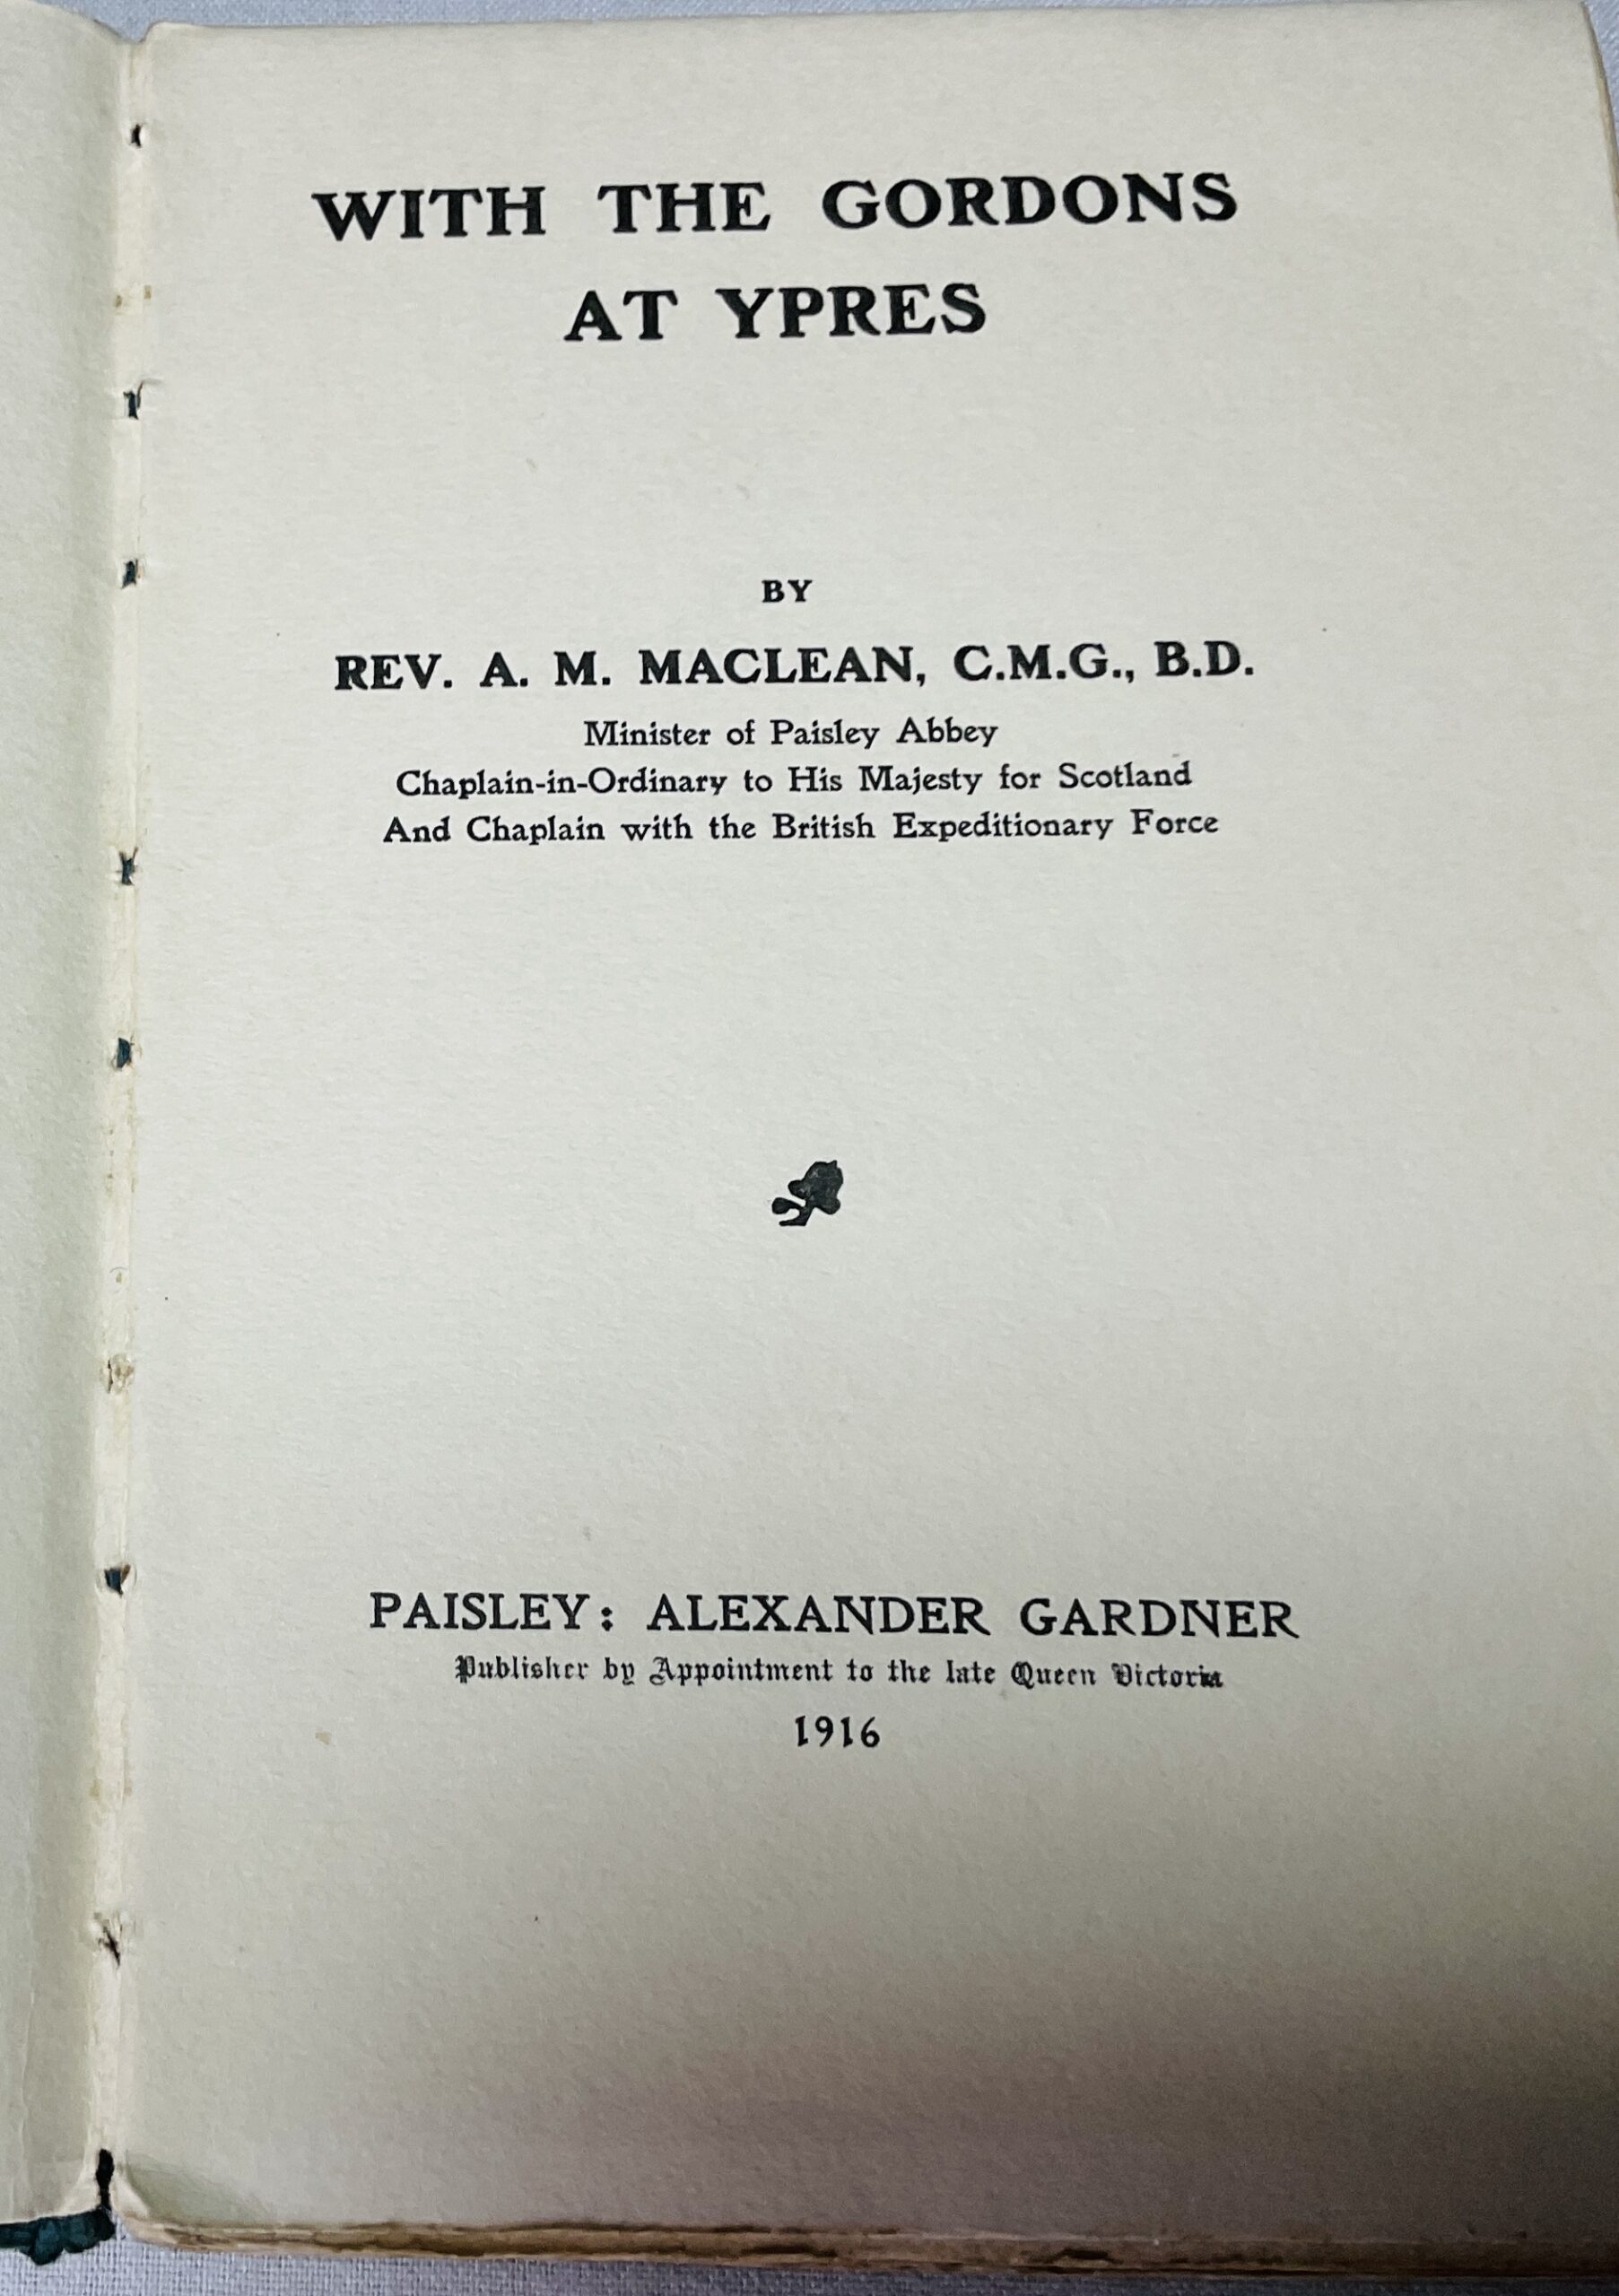 WITH THE GORDONS
AT YPRES
BY
REV. A. M. MACLEAN, C.M.G., B.D.
Minister of Paisley Abbey
Chaplain-in-Ordinary to His Majesty for Scotland
And Chaplain with the British Expeditionary Force
PAISLEY: ALEXANDER GARDNER
Publisher by Appointment to the late Queen Victoria
1916